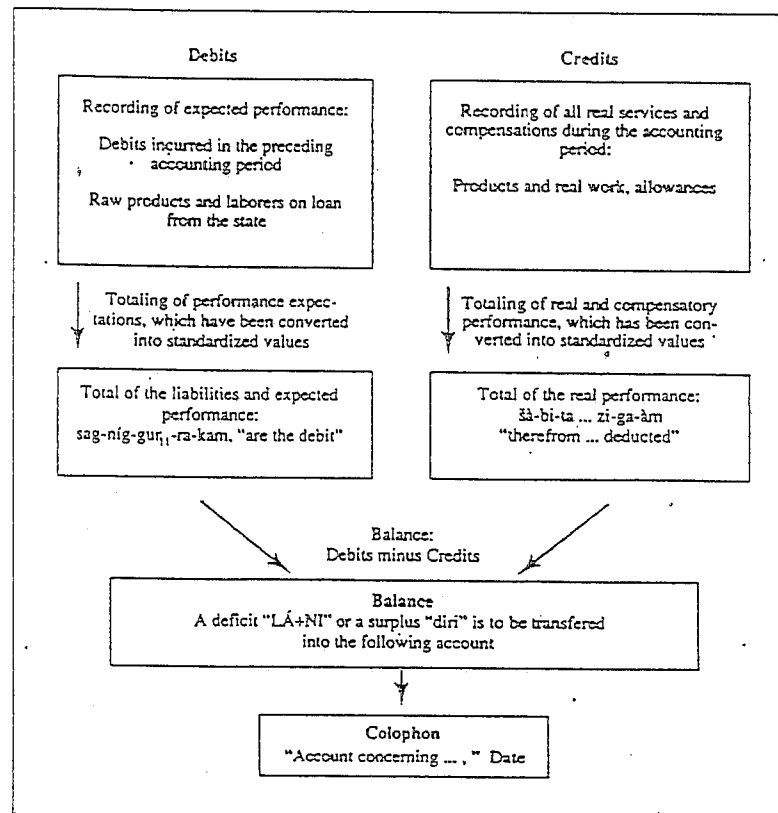 Debits
Recording of expected performance:
Debits incurred in the preceding
accounting period
Raw products and laborers on loan
from the state
Totaling of performance expec-
tations, which have been converted
into standardized values
Total of the liabilities and expected
performance:
sag-níg-gur₁₁-ra-kam, "are the debit"
Credits
Recording of all real services and
compensations during the accounting
period:
Products and real work, allowances
Totaling of real and compensatory
performance, which has been con-
verted into standardized values
Total of the real performance:
šà-bi-ta ... zi-ga-àm
"therefrom ... deducted"
Balance:
Debits minus Credits
Balance
A deficit "LÁ+NI" or a surplus "diri" is to be transfered
into the following account
Colophon
"Account concerning ... , " Date